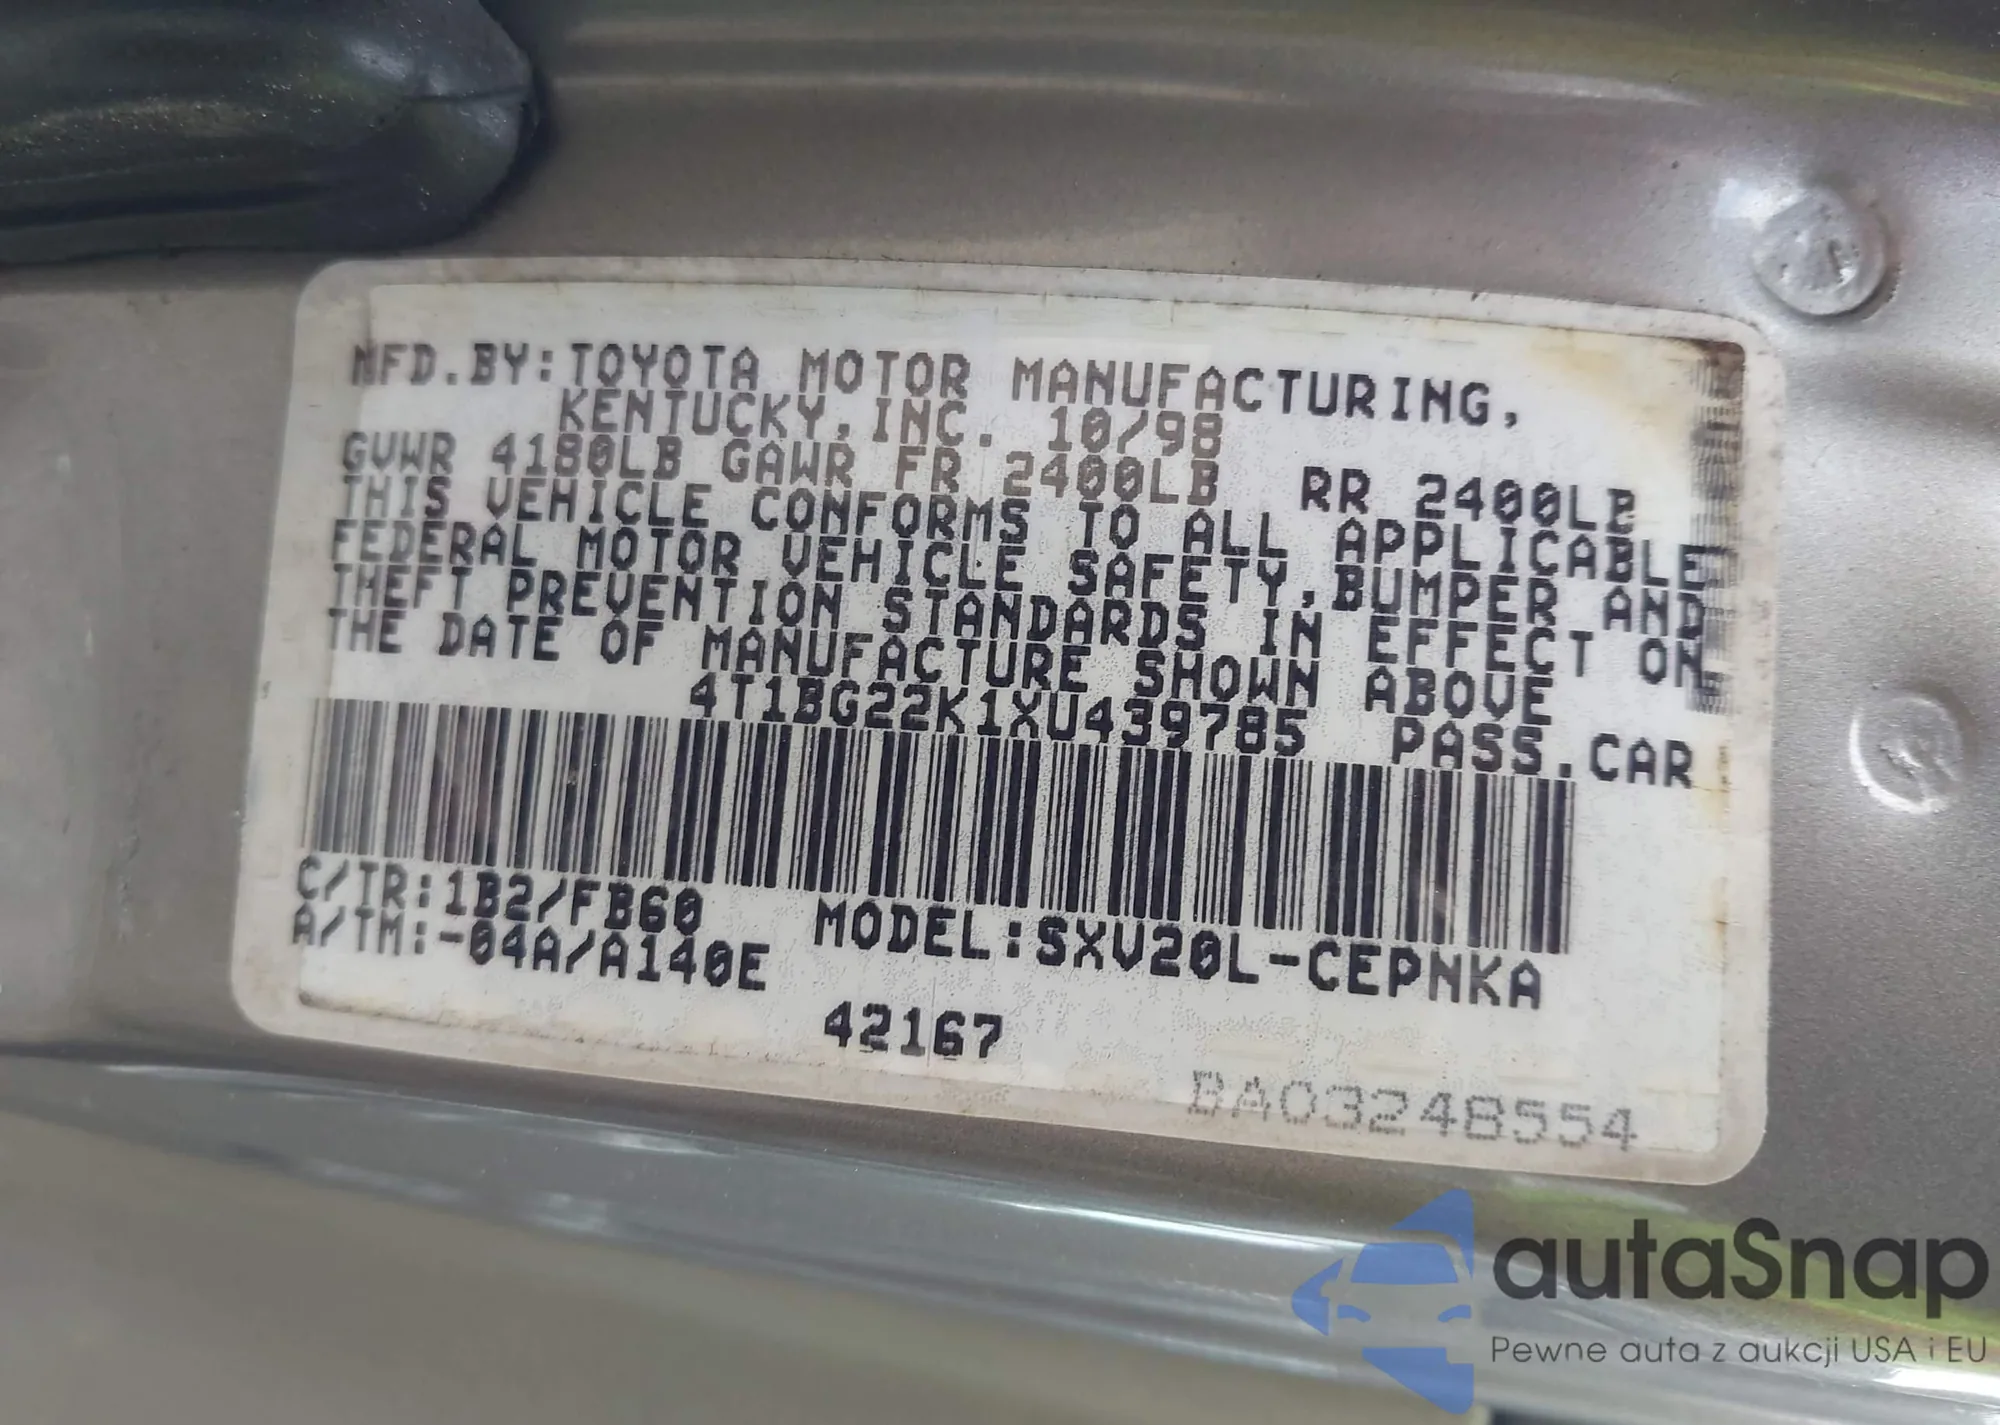 MFD.BY:TOYOTA MOTOR MANUFACTURING,
KENTUCKY,INC. 10/98
GVWR 4180LB GAWR FR 2400LB RR 2400LB
THIS VEHICLE CONFORMS TO ALL APPLICABLE
FEDERAL MOTOR VEHICLE SAFETY,BUMPER AND
THEFT PREVENTION STANDARDS IN EFFECT ON
THE DATE OF MANUFACTURE SHOWN ABOVE
4T1BG22K1XU439785 PASS.CAR
C/TR:1B2/FB60 MODEL:SXV20L-CEPNKA
A/TM:-04A/A140E
42167
BA03248554
autaSnap
Pewne auta z aukcji USA i EU